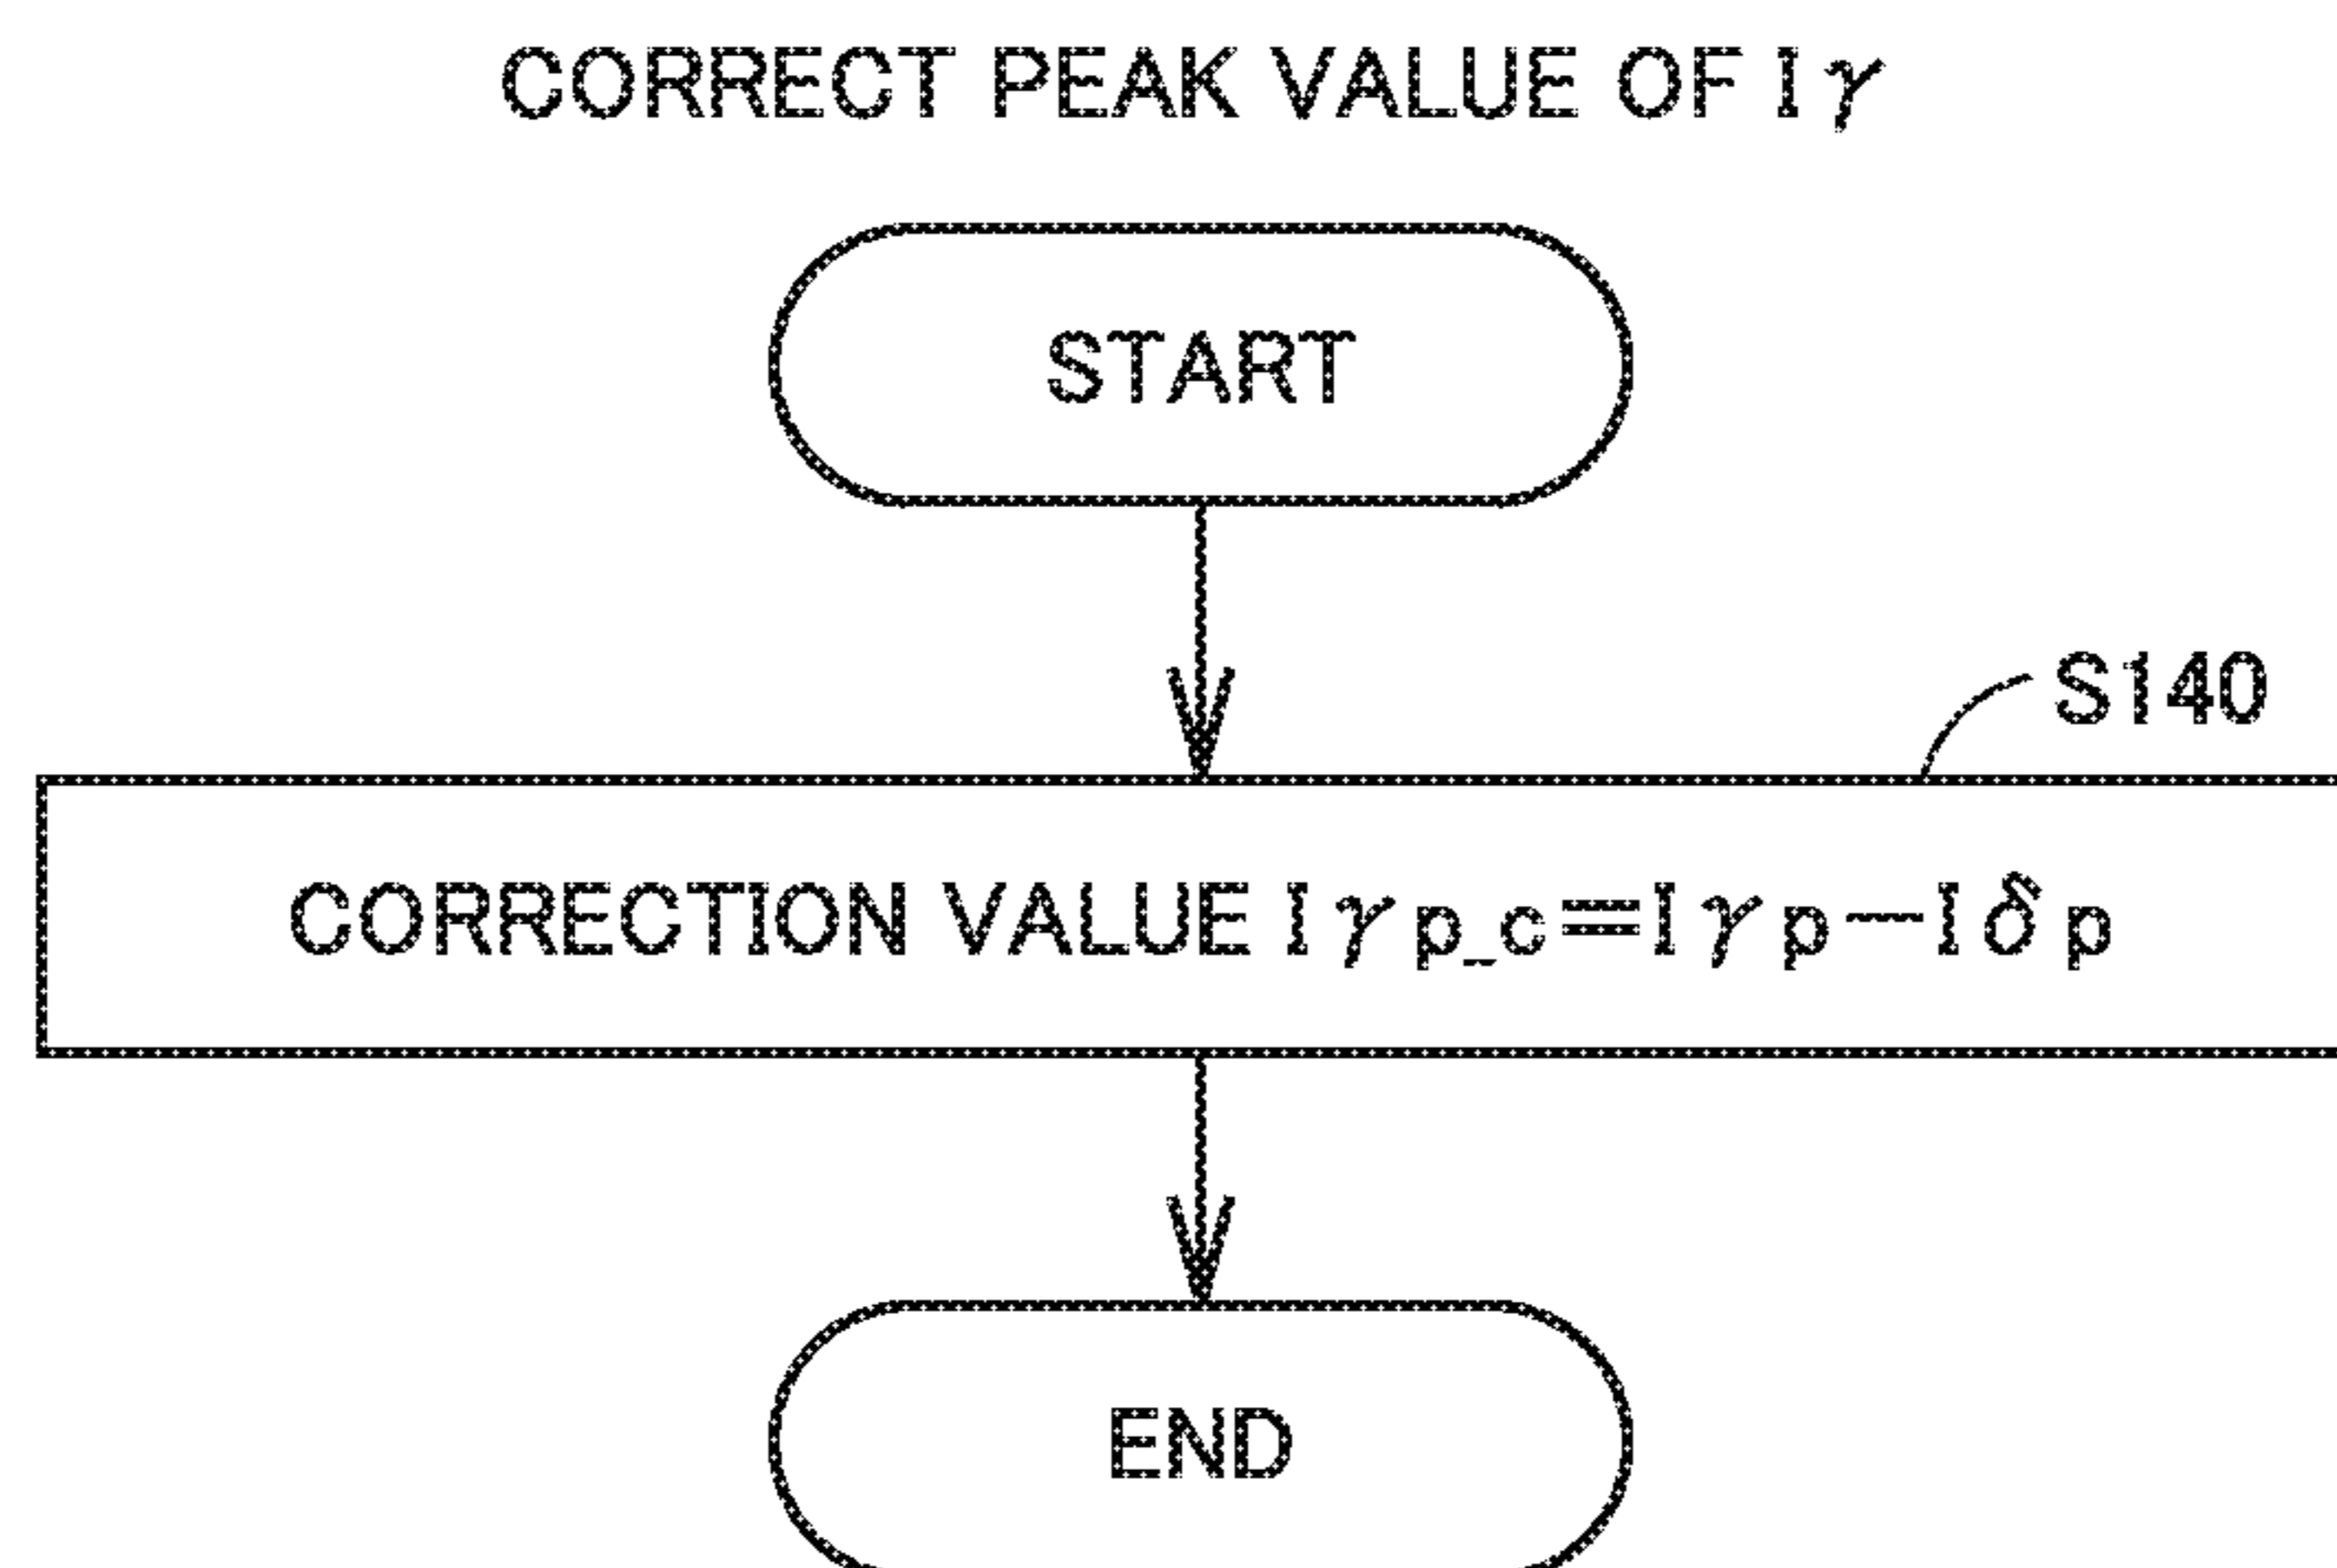 CORRECT PEAK VALUE OF Iγ
START
S140
CORRECTION VALUE Iγp_c=Iγp-Iδp
END